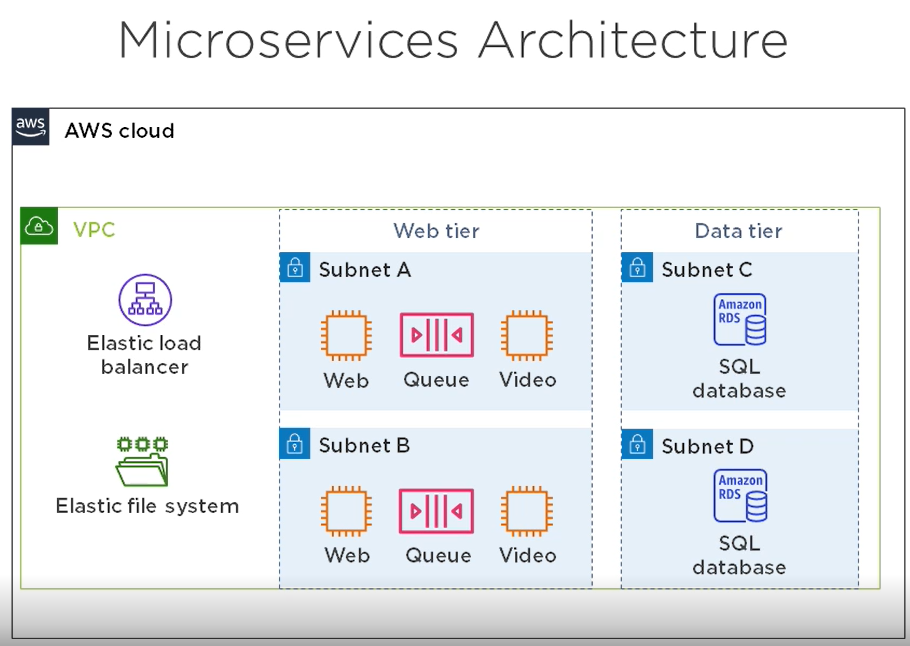 Microservices Architecture
aws
AWS cloud
VPC
Web tier
Data tier
Subnet A
Subnet C
Amazon
RDS
Elastic load
balancer
Web
Queue
Video
SQL
database
Subnet B
Subnet D
Amazon
RDS
Elastic file system
Web
Queue
Video
SQL
database